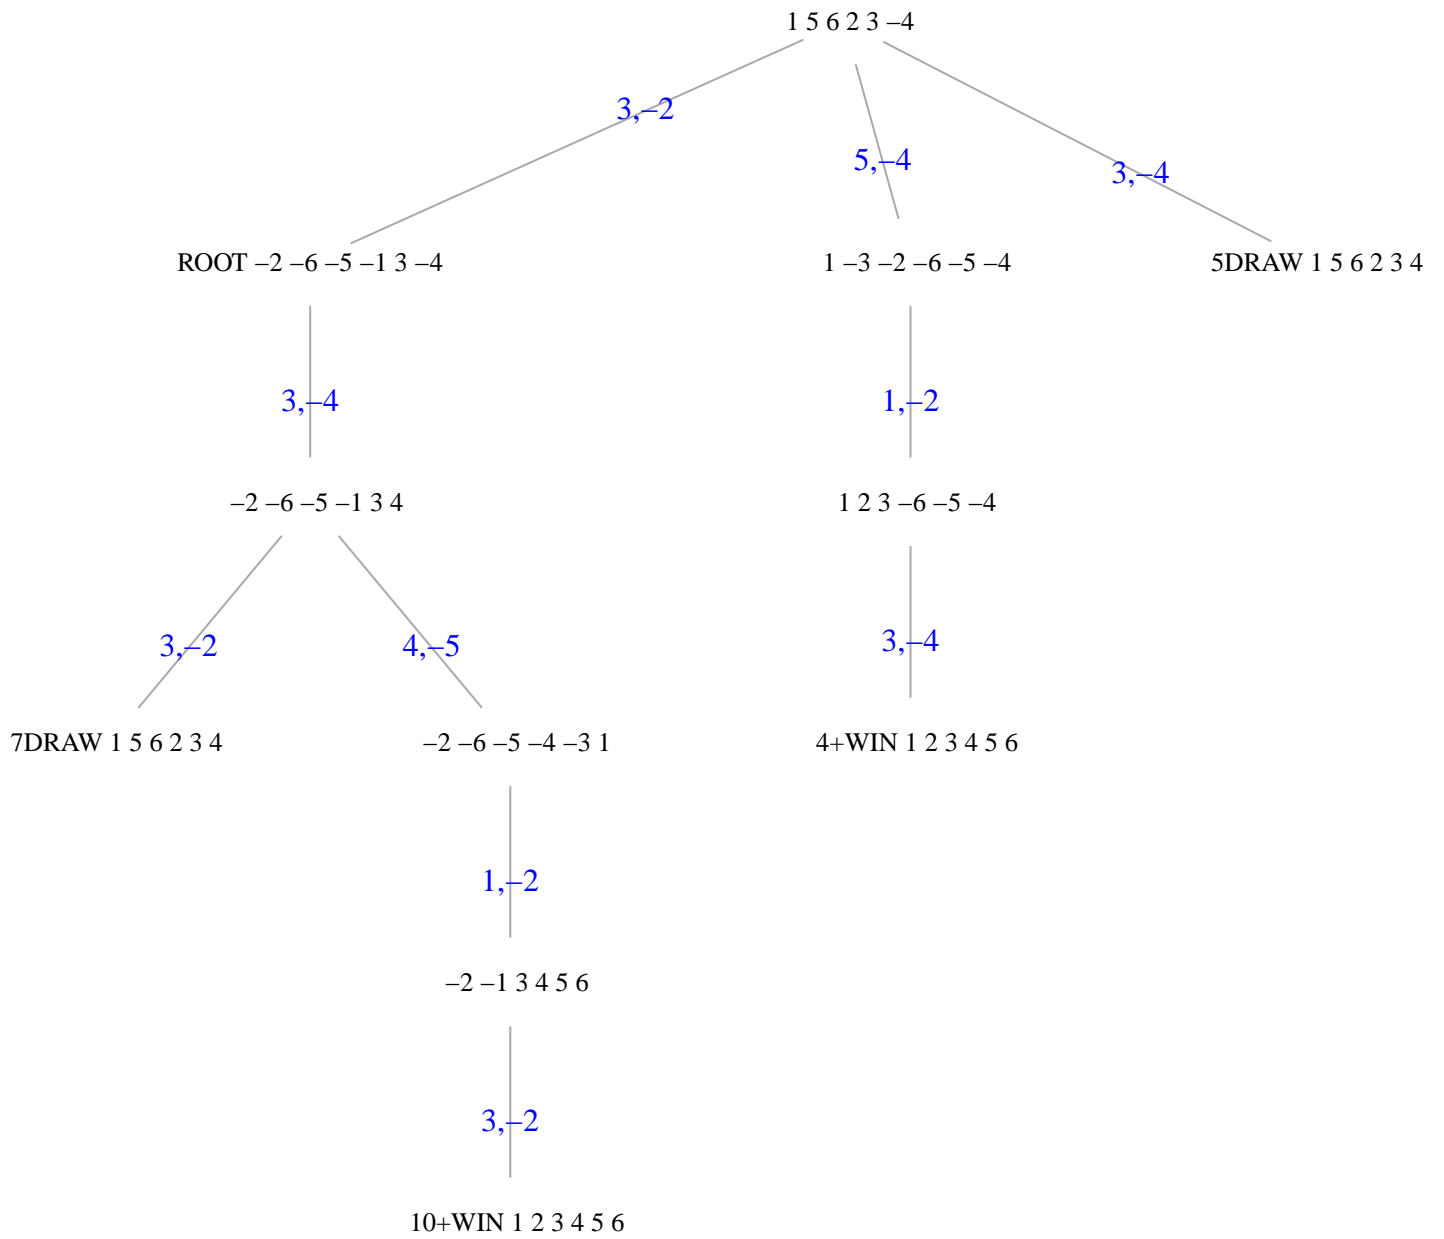 1 5 6 2 3 –4
3,–2
5,–4
3,–4
ROOT –2 –6 –5 –1 3 –4
1 –3 –2 –6 –5 –4
5DRAW 1 5 6 2 3 4
3,–4
1,–2
–2 –6 –5 –1 3 4
1 2 3 –6 –5 –4
3,–2
4,–5
3,–4
7DRAW 1 5 6 2 3 4
–2 –6 –5 –4 –3 1
4+WIN 1 2 3 4 5 6
1,–2
–2 –1 3 4 5 6
3,–2
10+WIN 1 2 3 4 5 6